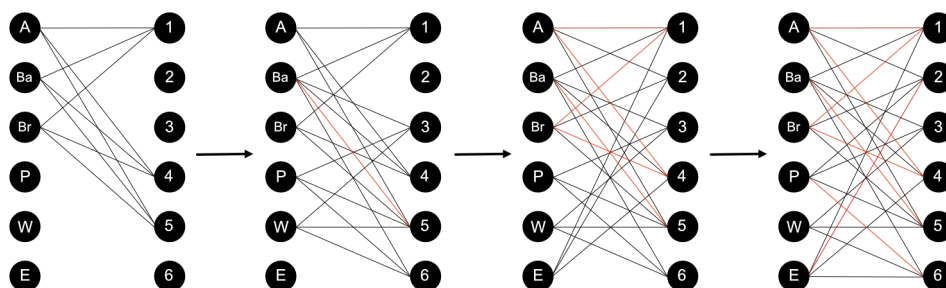 A 1 A 1 A 1 A 1
Ba 2 Ba 2 Ba 2 Ba 2
Br 3 Br 3 Br 3 Br 3
P 4 P 4 P 4 P 4
W 5 W 5 W 5 W 5
E 6 E 6 E 6 E 6